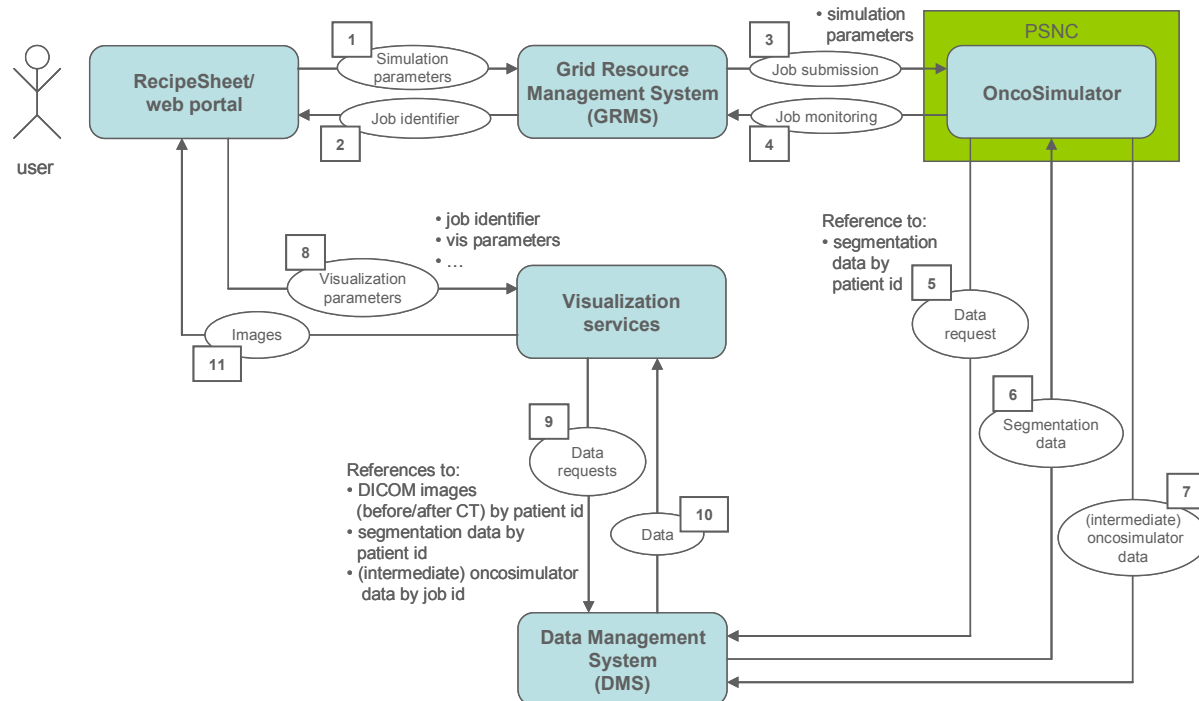 user
RecipeSheet/
web portal
1
Simulation
parameters
Job identifier
2
Grid Resource
Management System
(GRMS)
• simulation
parameters
3
Job submission
Job monitoring
4
PSNC
OncoSimulator
• job identifier
• vis parameters
• ...
8
Visualization
parameters
Images
11
Visualization
services
Reference to:
• segmentation
data by
patient id
5
Data
request
6
Segmentation
data
7
(intermediate)
oncosimulator
data
9
Data
requests
References to:
• DICOM images
(before/after CT) by patient id
• segmentation data by
patient id
• (intermediate) oncosimulator
data by job id
10
Data
Data Management
System
(DMS)